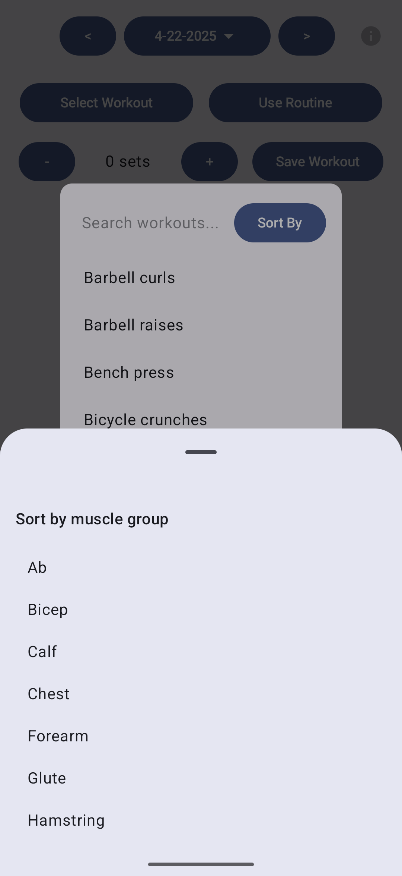 < 4-22-2025 >
Select Workout Use Routine
- 0 sets + Save Workout
Search workouts... Sort By
Barbell curls
Barbell raises
Bench press
Bicycle crunches
Sort by muscle group
Ab
Bicep
Calf
Chest
Forearm
Glute
Hamstring